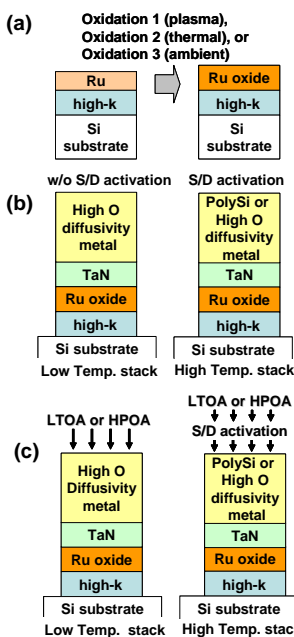 (a)
Oxidation 1 (plasma),
Oxidation 2 (thermal), or
Oxidation 3 (ambient)
Ru
high-k
Si
substrate
Ru oxide
high-k
Si
substrate
(b)
w/o S/D activation
High O
diffusivity
metal
TaN
Ru oxide
high-k
Si substrate
Low Temp. stack
S/D activation
PolySi or
High O
diffusivity
metal
TaN
Ru oxide
high-k
Si substrate
High Temp. stack
(c)
LTOA or HPOA
High O
Diffusivity
metal
TaN
Ru oxide
high-k
Si substrate
Low Temp. stack
LTOA or HPOA
S/D activation
PolySi or
High O
diffusivity
metal
TaN
Ru oxide
high-k
Si substrate
High Temp. stac